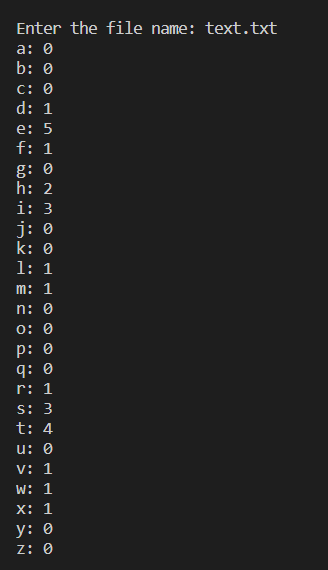 Enter the file name: text.txt
a: 0
b: 0
c: 0
d: 1
e: 5
f: 1
g: 0
h: 2
i: 3
j: 0
k: 0
l: 1
m: 1
n: 0
o: 0
p: 0
q: 0
r: 1
s: 3
t: 4
u: 0
v: 1
w: 1
x: 1
y: 0
z: 0